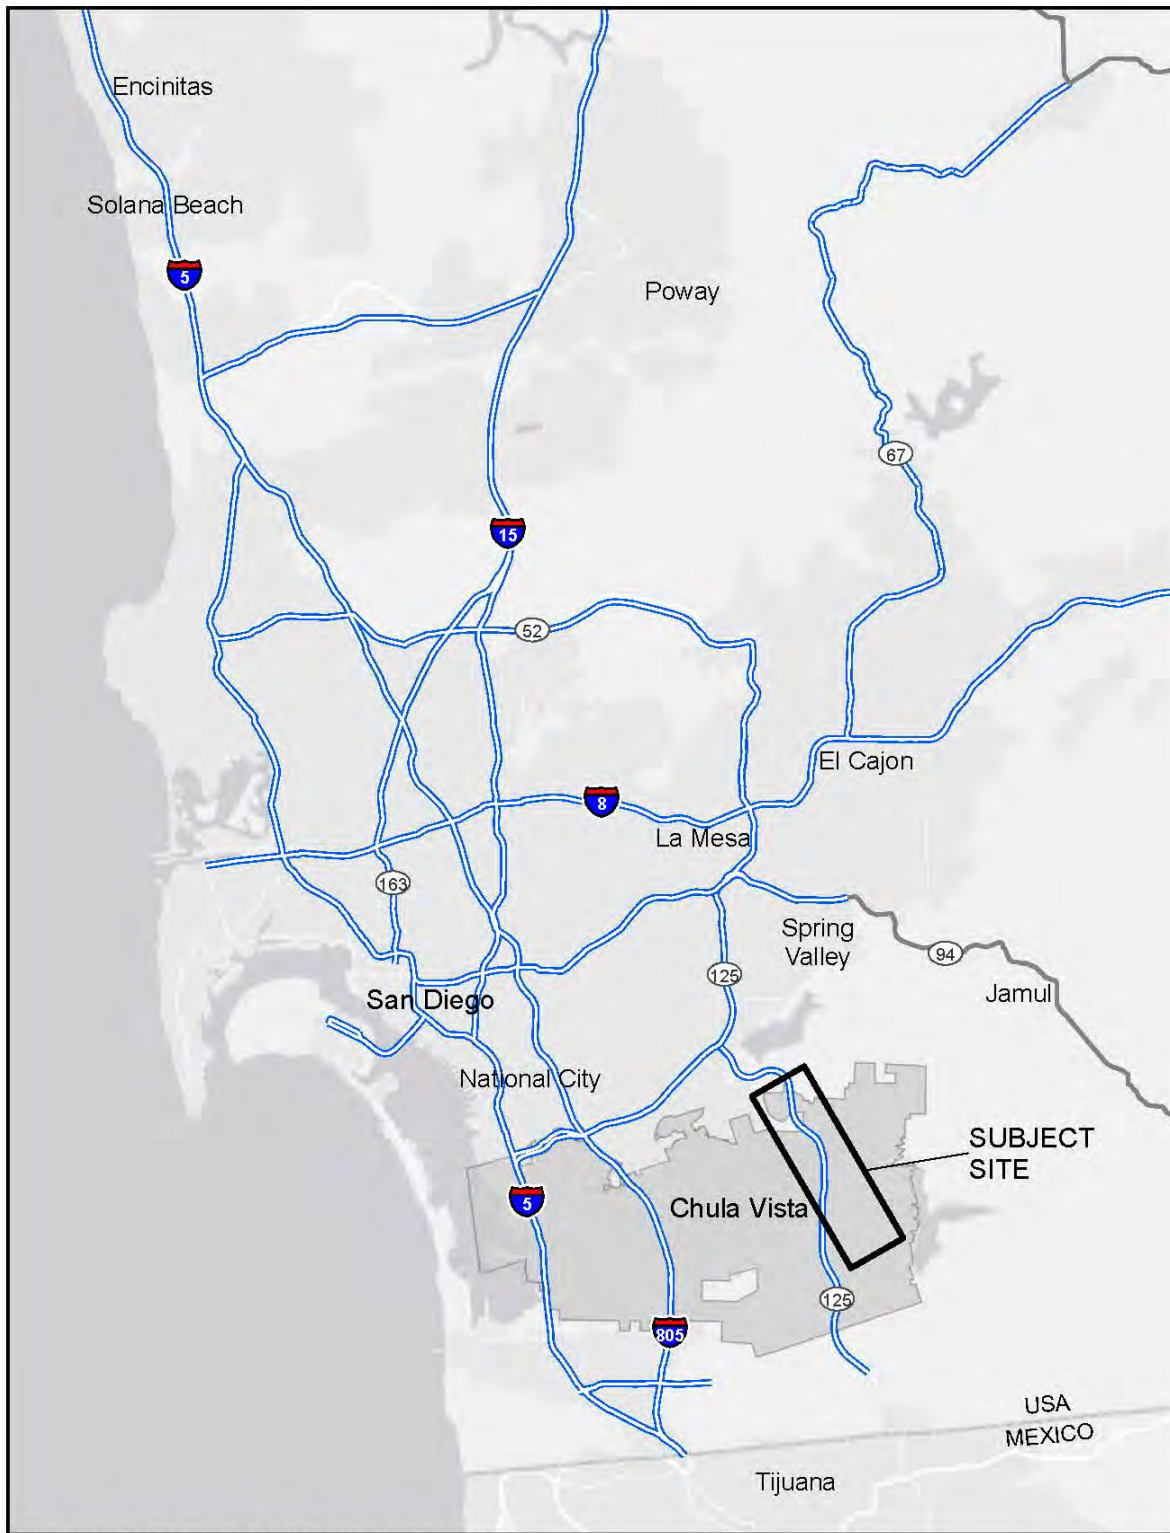 Encinitas
Solana Beach
5
Poway
67
15
52
El Cajon
8
La Mesa
163
Spring
Valley
94
125
Jamul
San Diego
National City
SUBJECT
SITE
5
Chula Vista
125
805
USA
MEXICO
Tijuana